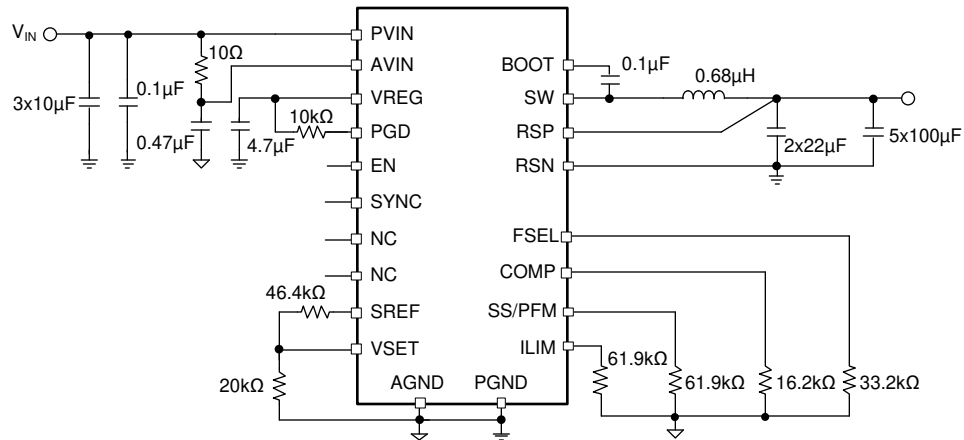 VIN
3x10µF
0.1µF
10Ω
0.47µF
4.7µF
10kΩ
46.4kΩ
20kΩ
PVIN
AVIN
VREG
PGD
EN
SYNC
NC
NC
SREF
VSET
AGND
PGND
BOOT
SW
RSP
RSN
FSEL
COMP
SS/PFM
ILIM
0.1µF
0.68µH
2x22µF
5x100µF
61.9kΩ
61.9kΩ
16.2kΩ
33.2kΩ